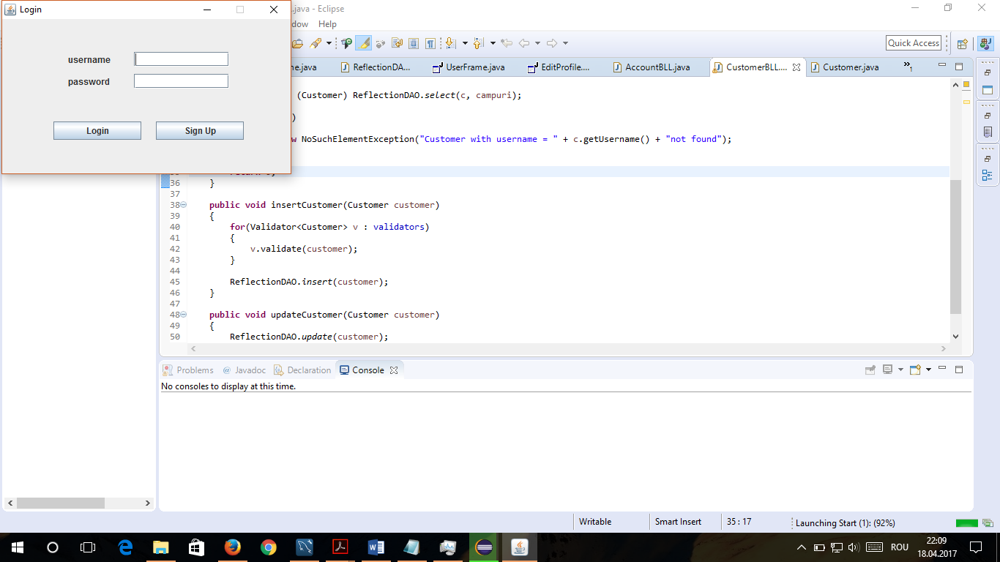 Login
.java - Eclipse
dow Help
username
password
Login Sign Up
Quick Access
me.java ReflectionDA... UserFrame.java EditProfile.... AccountBLL.java CustomerBLL.... Customer.java »1
(Customer) ReflectionDAO.select(c, campuri);
)
w NoSuchElementException("Customer with username = " + c.getUsername() + "not found");
36 }
37
38 public void insertCustomer(Customer customer)
39 {
40 for(Validator<Customer> v : validators)
41 {
42 v.validate(customer);
43 }
44
45 ReflectionDAO.insert(customer);
46 }
47
48 public void updateCustomer(Customer customer)
49 {
50 ReflectionDAO.update(customer);
Problems @ Javadoc Declaration Console
No consoles to display at this time.
Writable Smart Insert 35 : 17 Launching Start (1): (92%)
ROU 22:09
18.04.2017